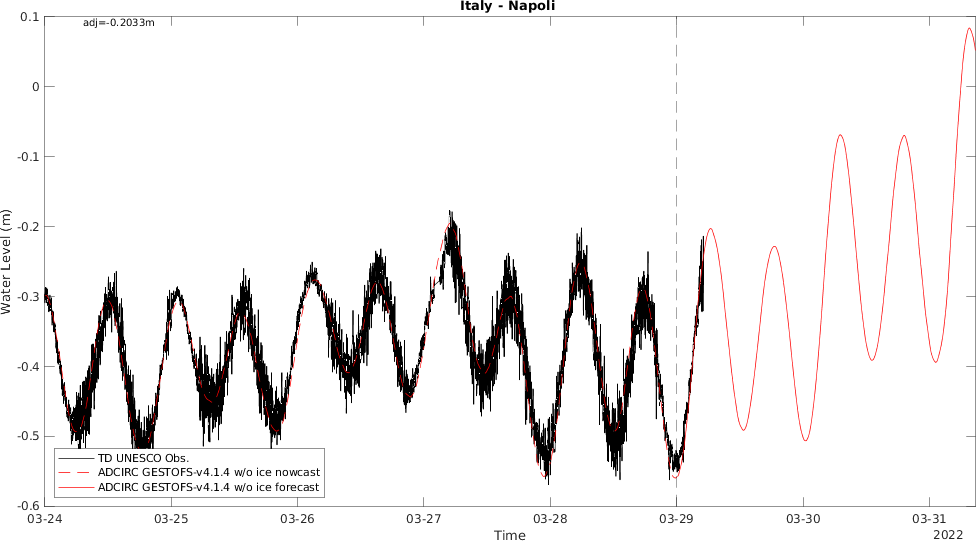 Italy - Napoli
adj=-0.2033m
0.1
0
-0.1
-0.2
-0.3
-0.4
-0.5
-0.6
Water Level (m)
TD UNESCO Obs.
ADCIRC GESTOFS-v4.1.4 w/o ice nowcast
ADCIRC GESTOFS-v4.1.4 w/o ice forecast
03-24 03-25 03-26 03-27 03-28 03-29 03-30 03-31
Time
2022